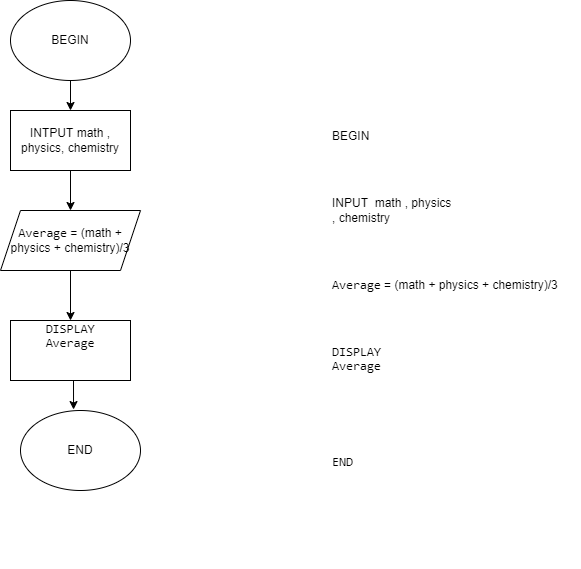 BEGIN
INTPUT math ,
physics, chemistry
Average = (math +
physics + chemistry)/3
DISPLAY
Average
END
BEGIN
INPUT  math , physics
, chemistry
Average = (math + physics + chemistry)/3
DISPLAY
Average
END